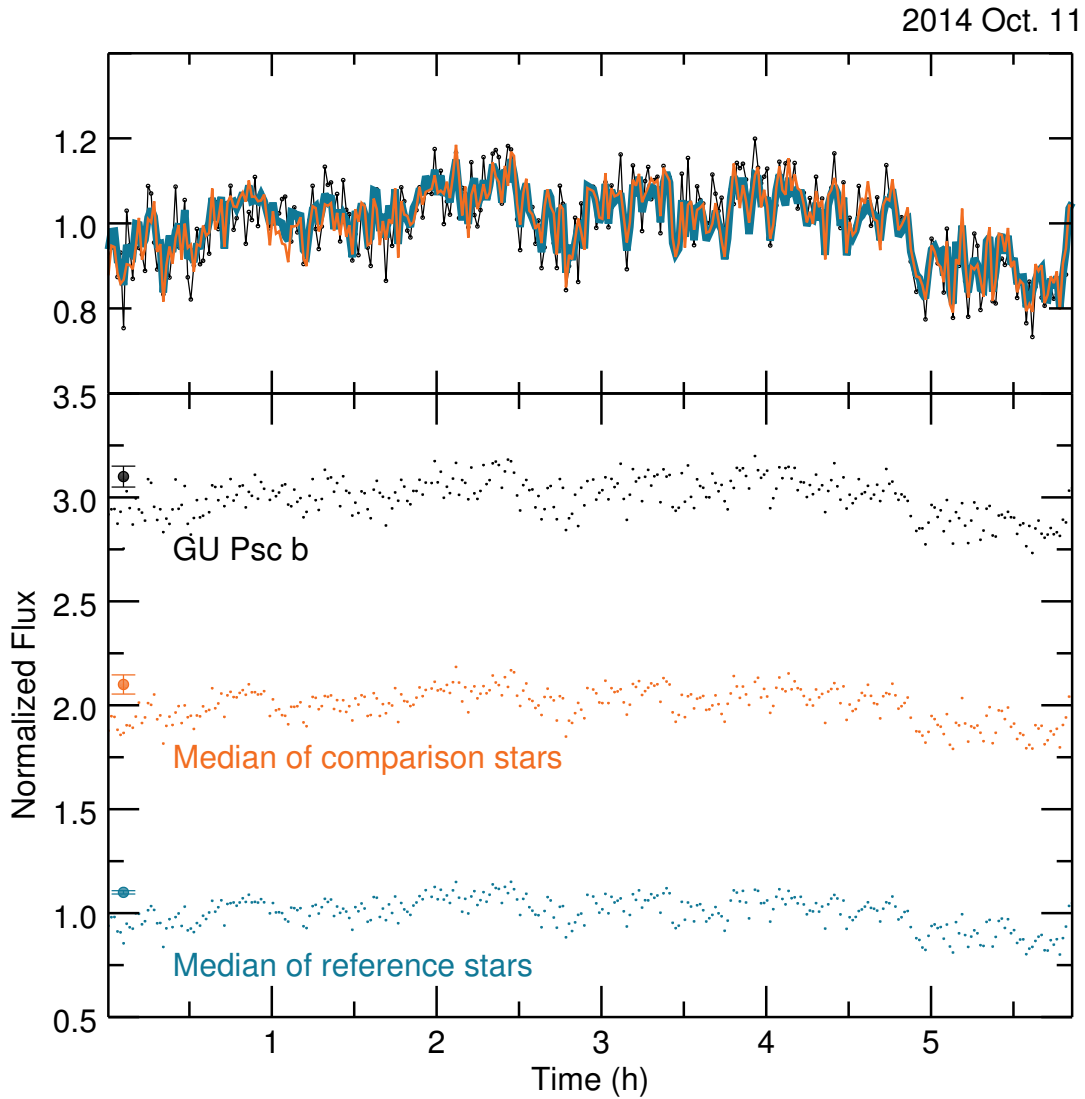 2014 Oct. 11
1.2
1.0
0.8
3.5
3.0
GU Psc b
2.5
2.0
Median of comparison stars
1.5
1.0
Median of reference stars
0.5
1 2 3 4 5
Time (h)
Normalized Flux